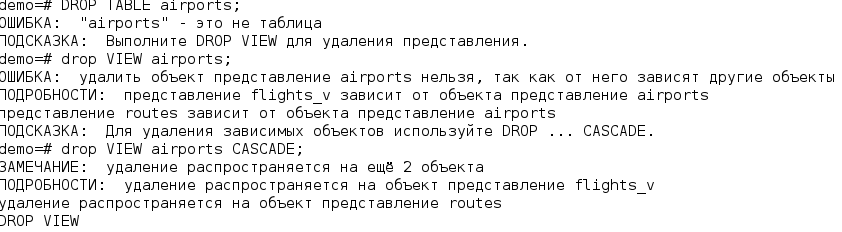 demo=# DROP TABLE airports;
ОШИБКА:  "airports" - это не таблица
ПОДСКАЗКА:  Выполните DROP VIEW для удаления представления.
demo=# drop VIEW airports;
ОШИБКА:  удалить объект представление airports нельзя, так как от него зависят другие объекты
ПОДРОБНОСТИ:  представление flights_v зависит от объекта представление airports
представление routes зависит от объекта представление airports
ПОДСКАЗКА:  Для удаления зависимых объектов используйте DROP ... CASCADE.
demo=# drop VIEW airports CASCADE;
ЗАМЕЧАНИЕ:  удаление распространяется на ещё 2 объекта
ПОДРОБНОСТИ:  удаление распространяется на объект представление flights_v
удаление распространяется на объект представление routes
DROP VIEW